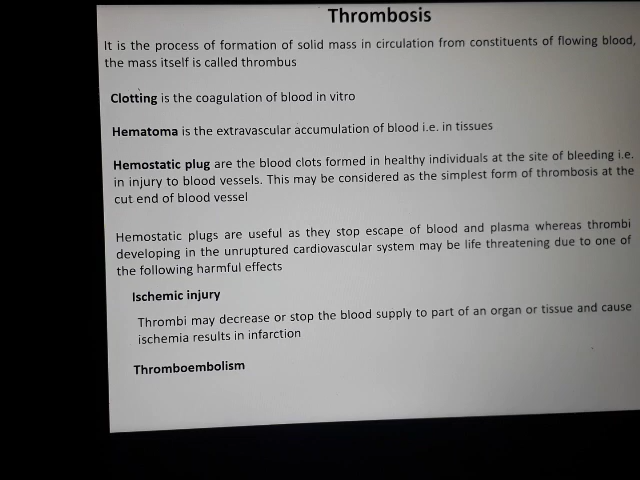 Thrombosis
It is the process of formation of solid mass in circulation from constituents of flowing blood,
the mass itself is called thrombus
Clotting is the coagulation of blood in vitro
Hematoma is the extravascular accumulation of blood i.e. in tissues
Hemostatic plug are the blood clots formed in healthy individuals at the site of bleeding i.e.
in injury to blood vessels. This may be considered as the simplest form of thrombosis at the
cut end of blood vessel
Hemostatic plugs are useful as they stop escape of blood and plasma whereas thrombi
developing in the unruptured cardiovascular system may be life threatening due to one of
the following harmful effects
Ischemic injury
Thrombi may decrease or stop the blood supply to part of an organ or tissue and cause
ischemia results in infarction
Thromboembolism